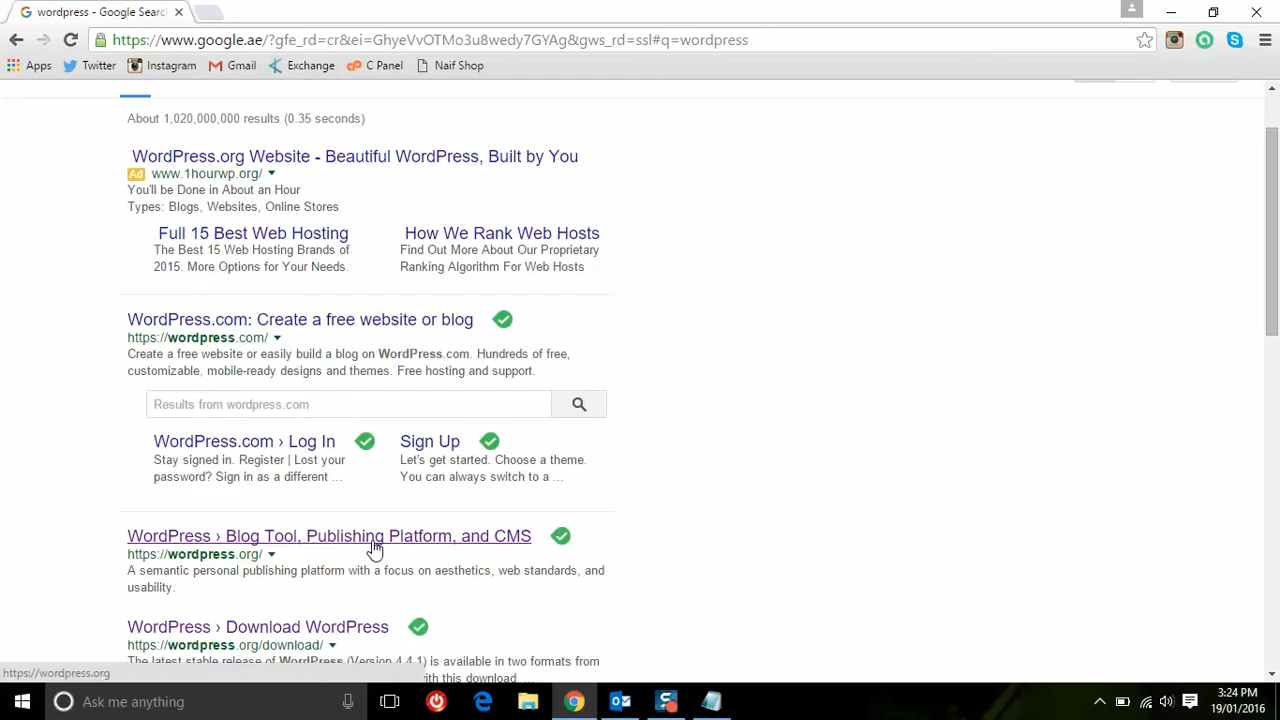 wordpress - Google Searc
https://www.google.ae/?gfe_rd=cr&ei=GhyeVvOTMo3u8wedy7GYAg&gws_rd=ssl#q=wordpress
Apps Twitter Instagram Gmail Exchange C Panel Naif Shop
About 1,020,000,000 results (0.35 seconds)
WordPress.org Website - Beautiful WordPress, Built by You
Ad www.1hourwp.org/
You'll be Done in About an Hour
Types: Blogs, Websites, Online Stores
Full 15 Best Web Hosting
The Best 15 Web Hosting Brands of
2015. More Options for Your Needs.
How We Rank Web Hosts
Find Out More About Our Proprietary
Ranking Algorithm For Web Hosts
WordPress.com: Create a free website or blog
https://wordpress.com/
Create a free website or easily build a blog on WordPress.com. Hundreds of free,
customizable, mobile-ready designs and themes. Free hosting and support.
Results from wordpress.com
WordPress.com › Log In
Stay signed in. Register | Lost your
password? Sign in as a different ...
Sign Up
Let's get started. Choose a theme.
You can always switch to a ...
WordPress › Blog Tool, Publishing Platform, and CMS
https://wordpress.org/
A semantic personal publishing platform with a focus on aesthetics, web standards, and
usability.
WordPress › Download WordPress
https://wordpress.org/download/
The latest stable release of WordPress (Version 4.4.1) is available in two formats from
with this download. ..
https://wordpress.org
Ask me anything
3:24 PM
19/01/2016